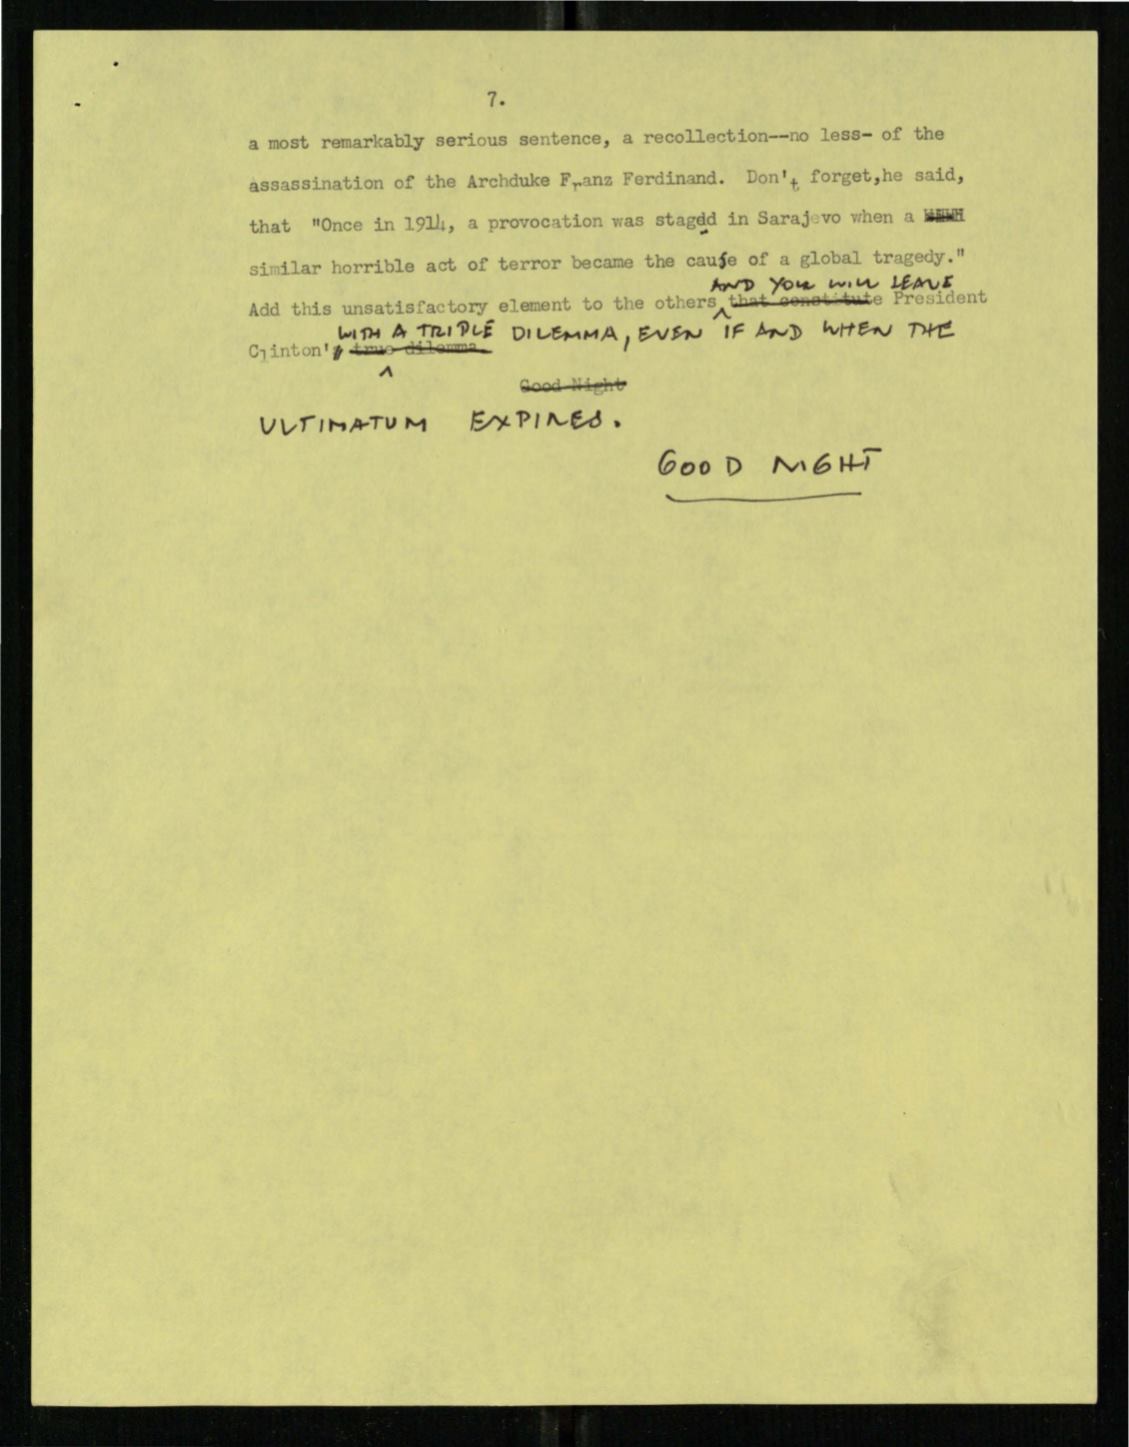 7.
a most remarkably serious sentence, a recollection--no less- of the
assassination of the Archduke Franz Ferdinand. Don't forget,he said,
that "Once in 1914, a provocation was staged in Sarajevo when a
similar horrible act of terror became the cause of a global tragedy."
AND YOU WILL LEAVE
Add this unsatisfactory element to the others that constitute President
WITH A TRIPLE DILEMMA, EVEN IF AND WHEN THE
Clinton's true dilemma.
Good Night
ULTIMATUM EXPIRES.
GOOD NIGHT